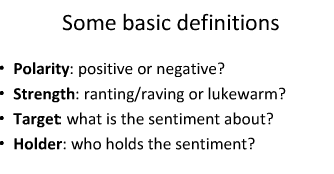 Some basic definitions
• Polarity: positive or negative?
• Strength: ranting/raving or lukewarm?
• Target: what is the sentiment about?
• Holder: who holds the sentiment?